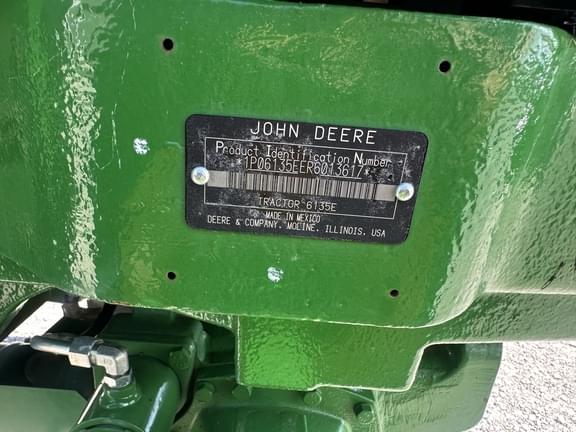 JOHN DEERE
Product Identification Number
*1P06135EER6013617*
TRACTOR 6135E
MADE IN MEXICO
DEERE & COMPANY, MOLINE, ILLINOIS, USA